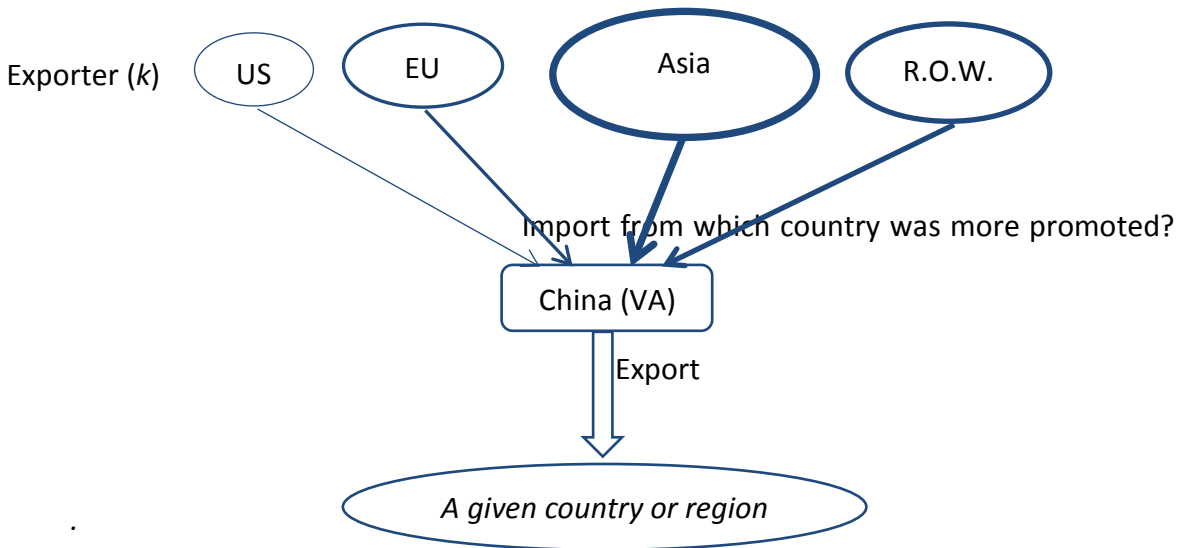 Exporter (k)
US
EU
Asia
R.O.W.
Import from which country was more promoted?
China (VA)
Export
A given country or region
.